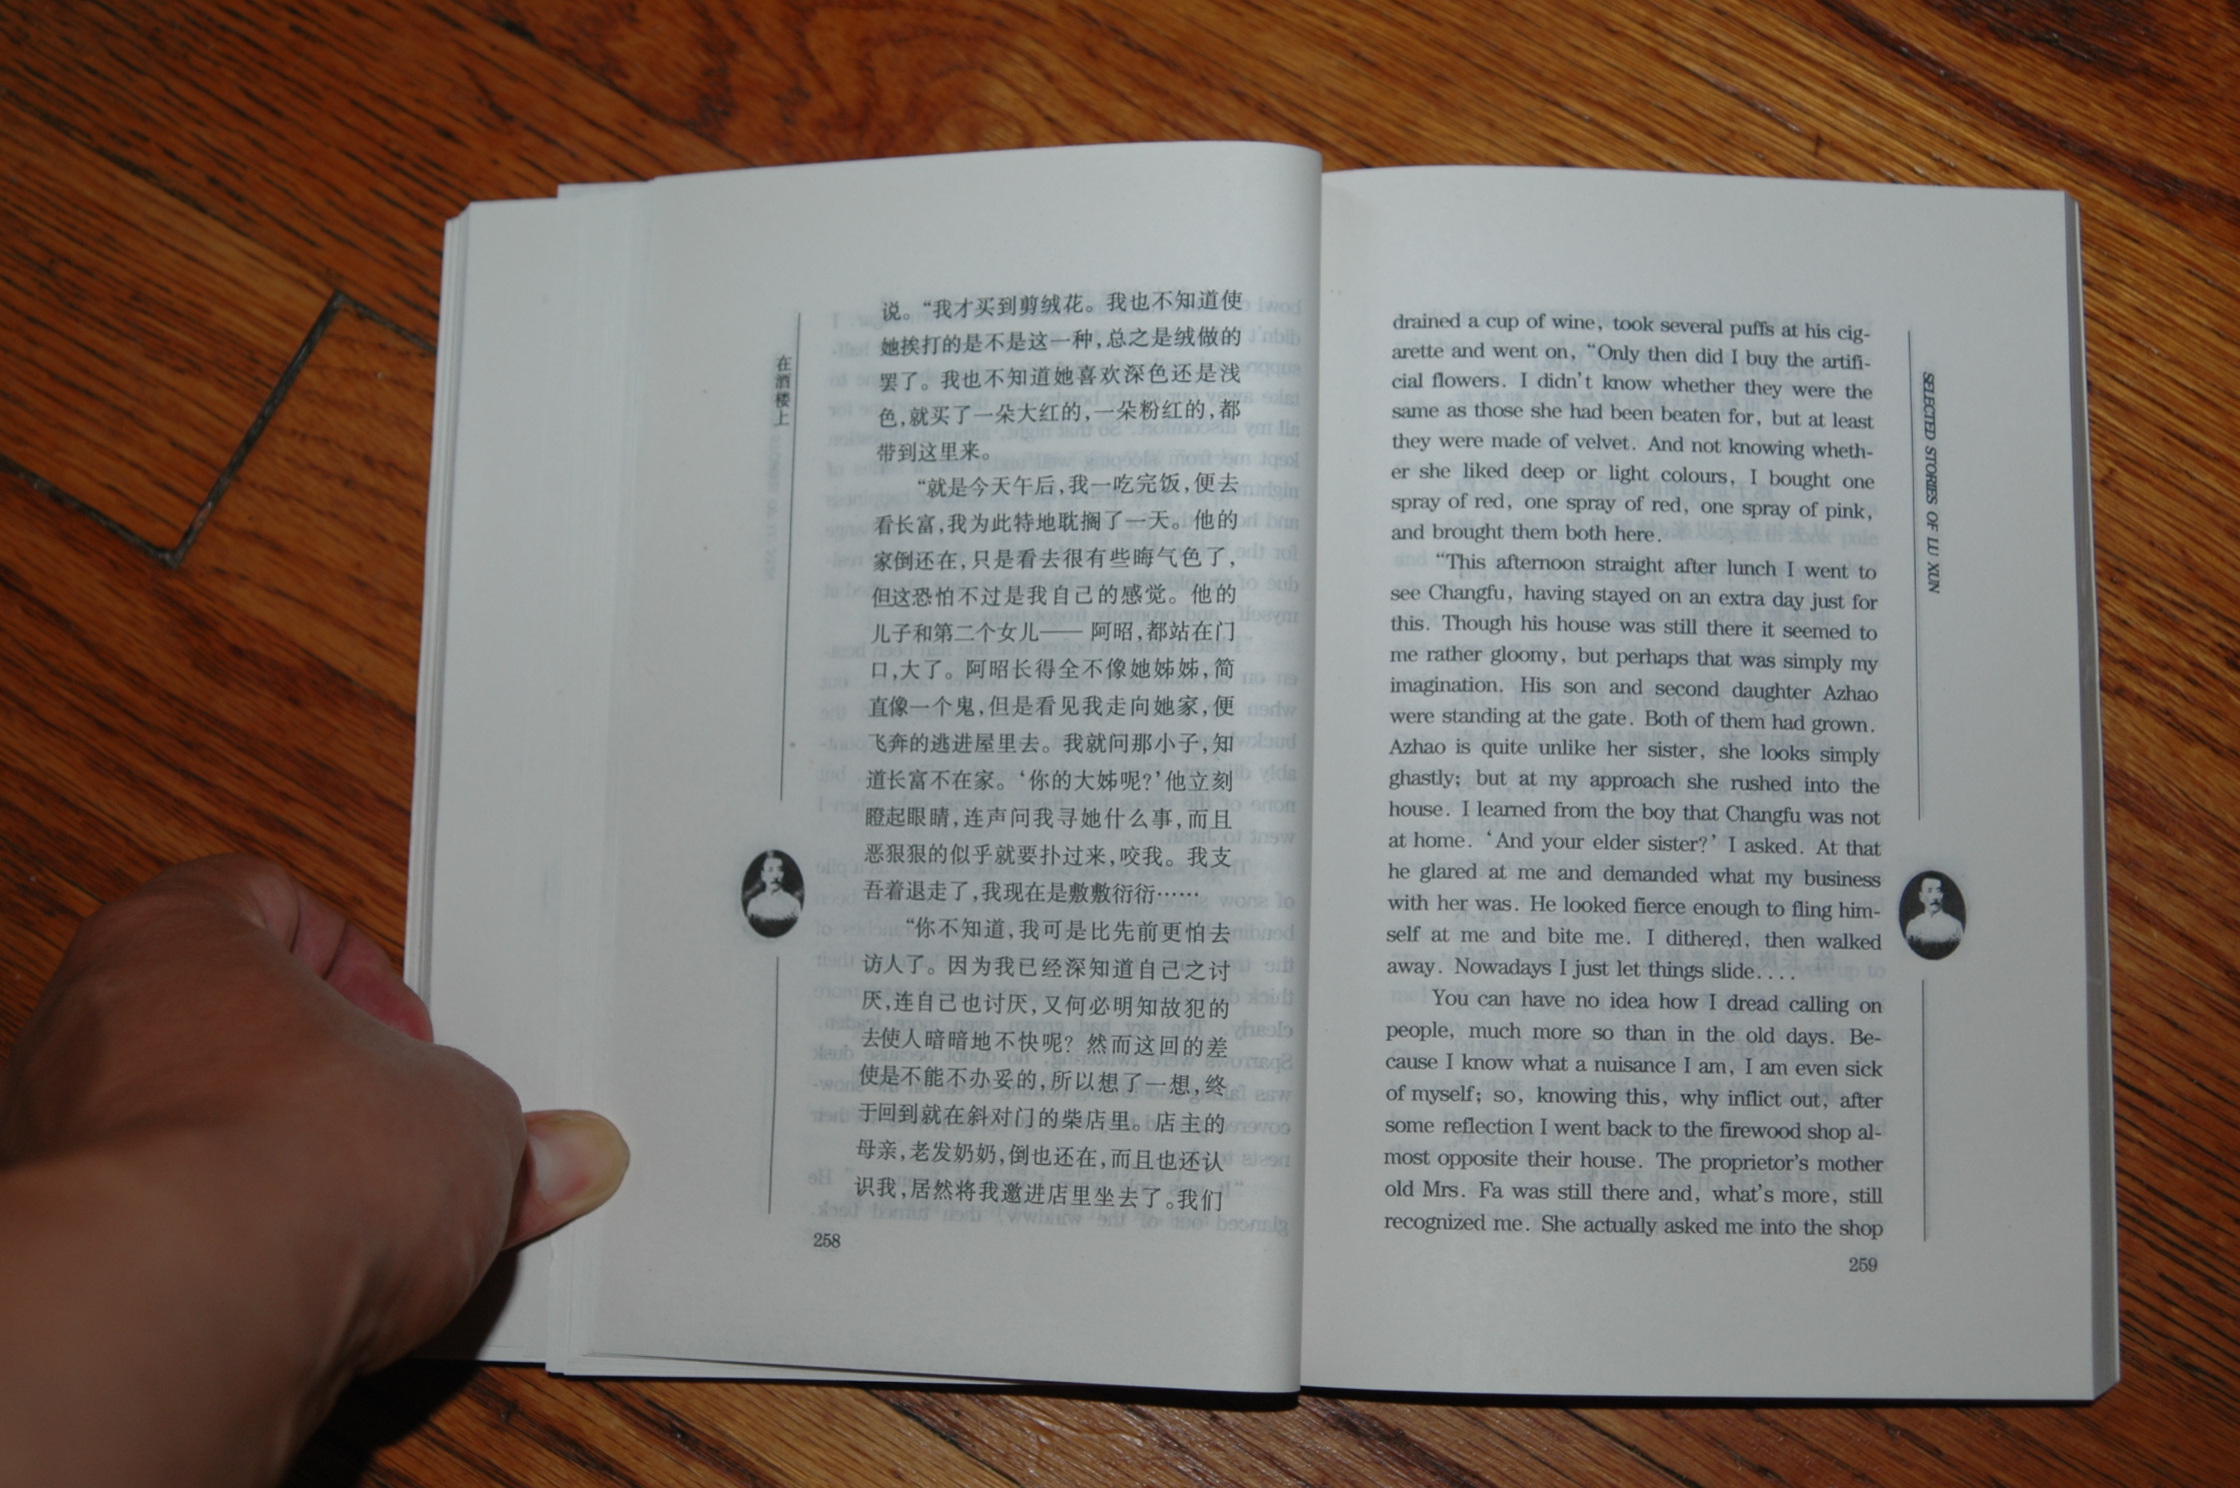 在酒楼上
说。“我才买到剪绒花。我也不知道使
她挨打的是不是这一种,总之是绒做的
罢了。我也不知道她喜欢深色还是浅
色,就买了一朵大红的,一朵粉红的,都
带到这里来。
“就是今天午后,我一吃完饭,便去
看长富,我为此特地耽搁了一天。他的
家倒还在,只是看去很有些晦气色了,
但这恐怕不过是我自己的感觉。他的
儿子和第二个女儿——阿昭,都站在门
口,大了。阿昭长得全不像她姊姊,简
直像一个鬼,但是看见我走向她家,便
飞奔的逃进屋里去。我就问那小子,知
道长富不在家。‘你的大姊呢?’他立刻
瞪起眼睛,连声问我寻她什么事,而且
恶狠狠的似乎就要扑过来,咬我。我支
吾着退走了,我现在是敷敷衍衍……
“你不知道,我可是比先前更怕去
访人了。因为我已经深知道自己之讨
厌,连自己也讨厌,又何必明知故犯的
去使人暗暗地不快呢?然而这回的差
使是不能不办妥的,所以想了一想,终
于回到就在斜对门的柴店里。店主的
母亲,老发奶奶,倒也还在,而且也还认
识我,居然将我邀进店里坐去了。我们
258
drained a cup of wine, took several puffs at his cig-
arette and went on, “Only then did I buy the artifi-
cial flowers. I didn't know whether they were the
same as those she had been beaten for, but at least
they were made of velvet. And not knowing wheth-
er she liked deep or light colours, I bought one
spray of red, one spray of red, one spray of pink,
and brought them both here.
“This afternoon straight after lunch I went to
see Changfu, having stayed on an extra day just for
this. Though his house was still there it seemed to
me rather gloomy, but perhaps that was simply my
imagination. His son and second daughter Azhao
were standing at the gate. Both of them had grown.
Azhao is quite unlike her sister, she looks simply
ghastly; but at my approach she rushed into the
house. I learned from the boy that Changfu was not
at home. ‘And your elder sister?’ I asked. At that
he glared at me and demanded what my business
with her was. He looked fierce enough to fling him-
self at me and bite me. I dithered, then walked
away. Nowadays I just let things slide....
You can have no idea how I dread calling on
people, much more so than in the old days. Be-
cause I know what a nuisance I am, I am even sick
of myself; so, knowing this, why inflict out, after
some reflection I went back to the firewood shop al-
most opposite their house. The proprietor's mother
old Mrs. Fa was still there and, what's more, still
recognized me. She actually asked me into the shop
259
SELECTED STORIES OF LU XUN